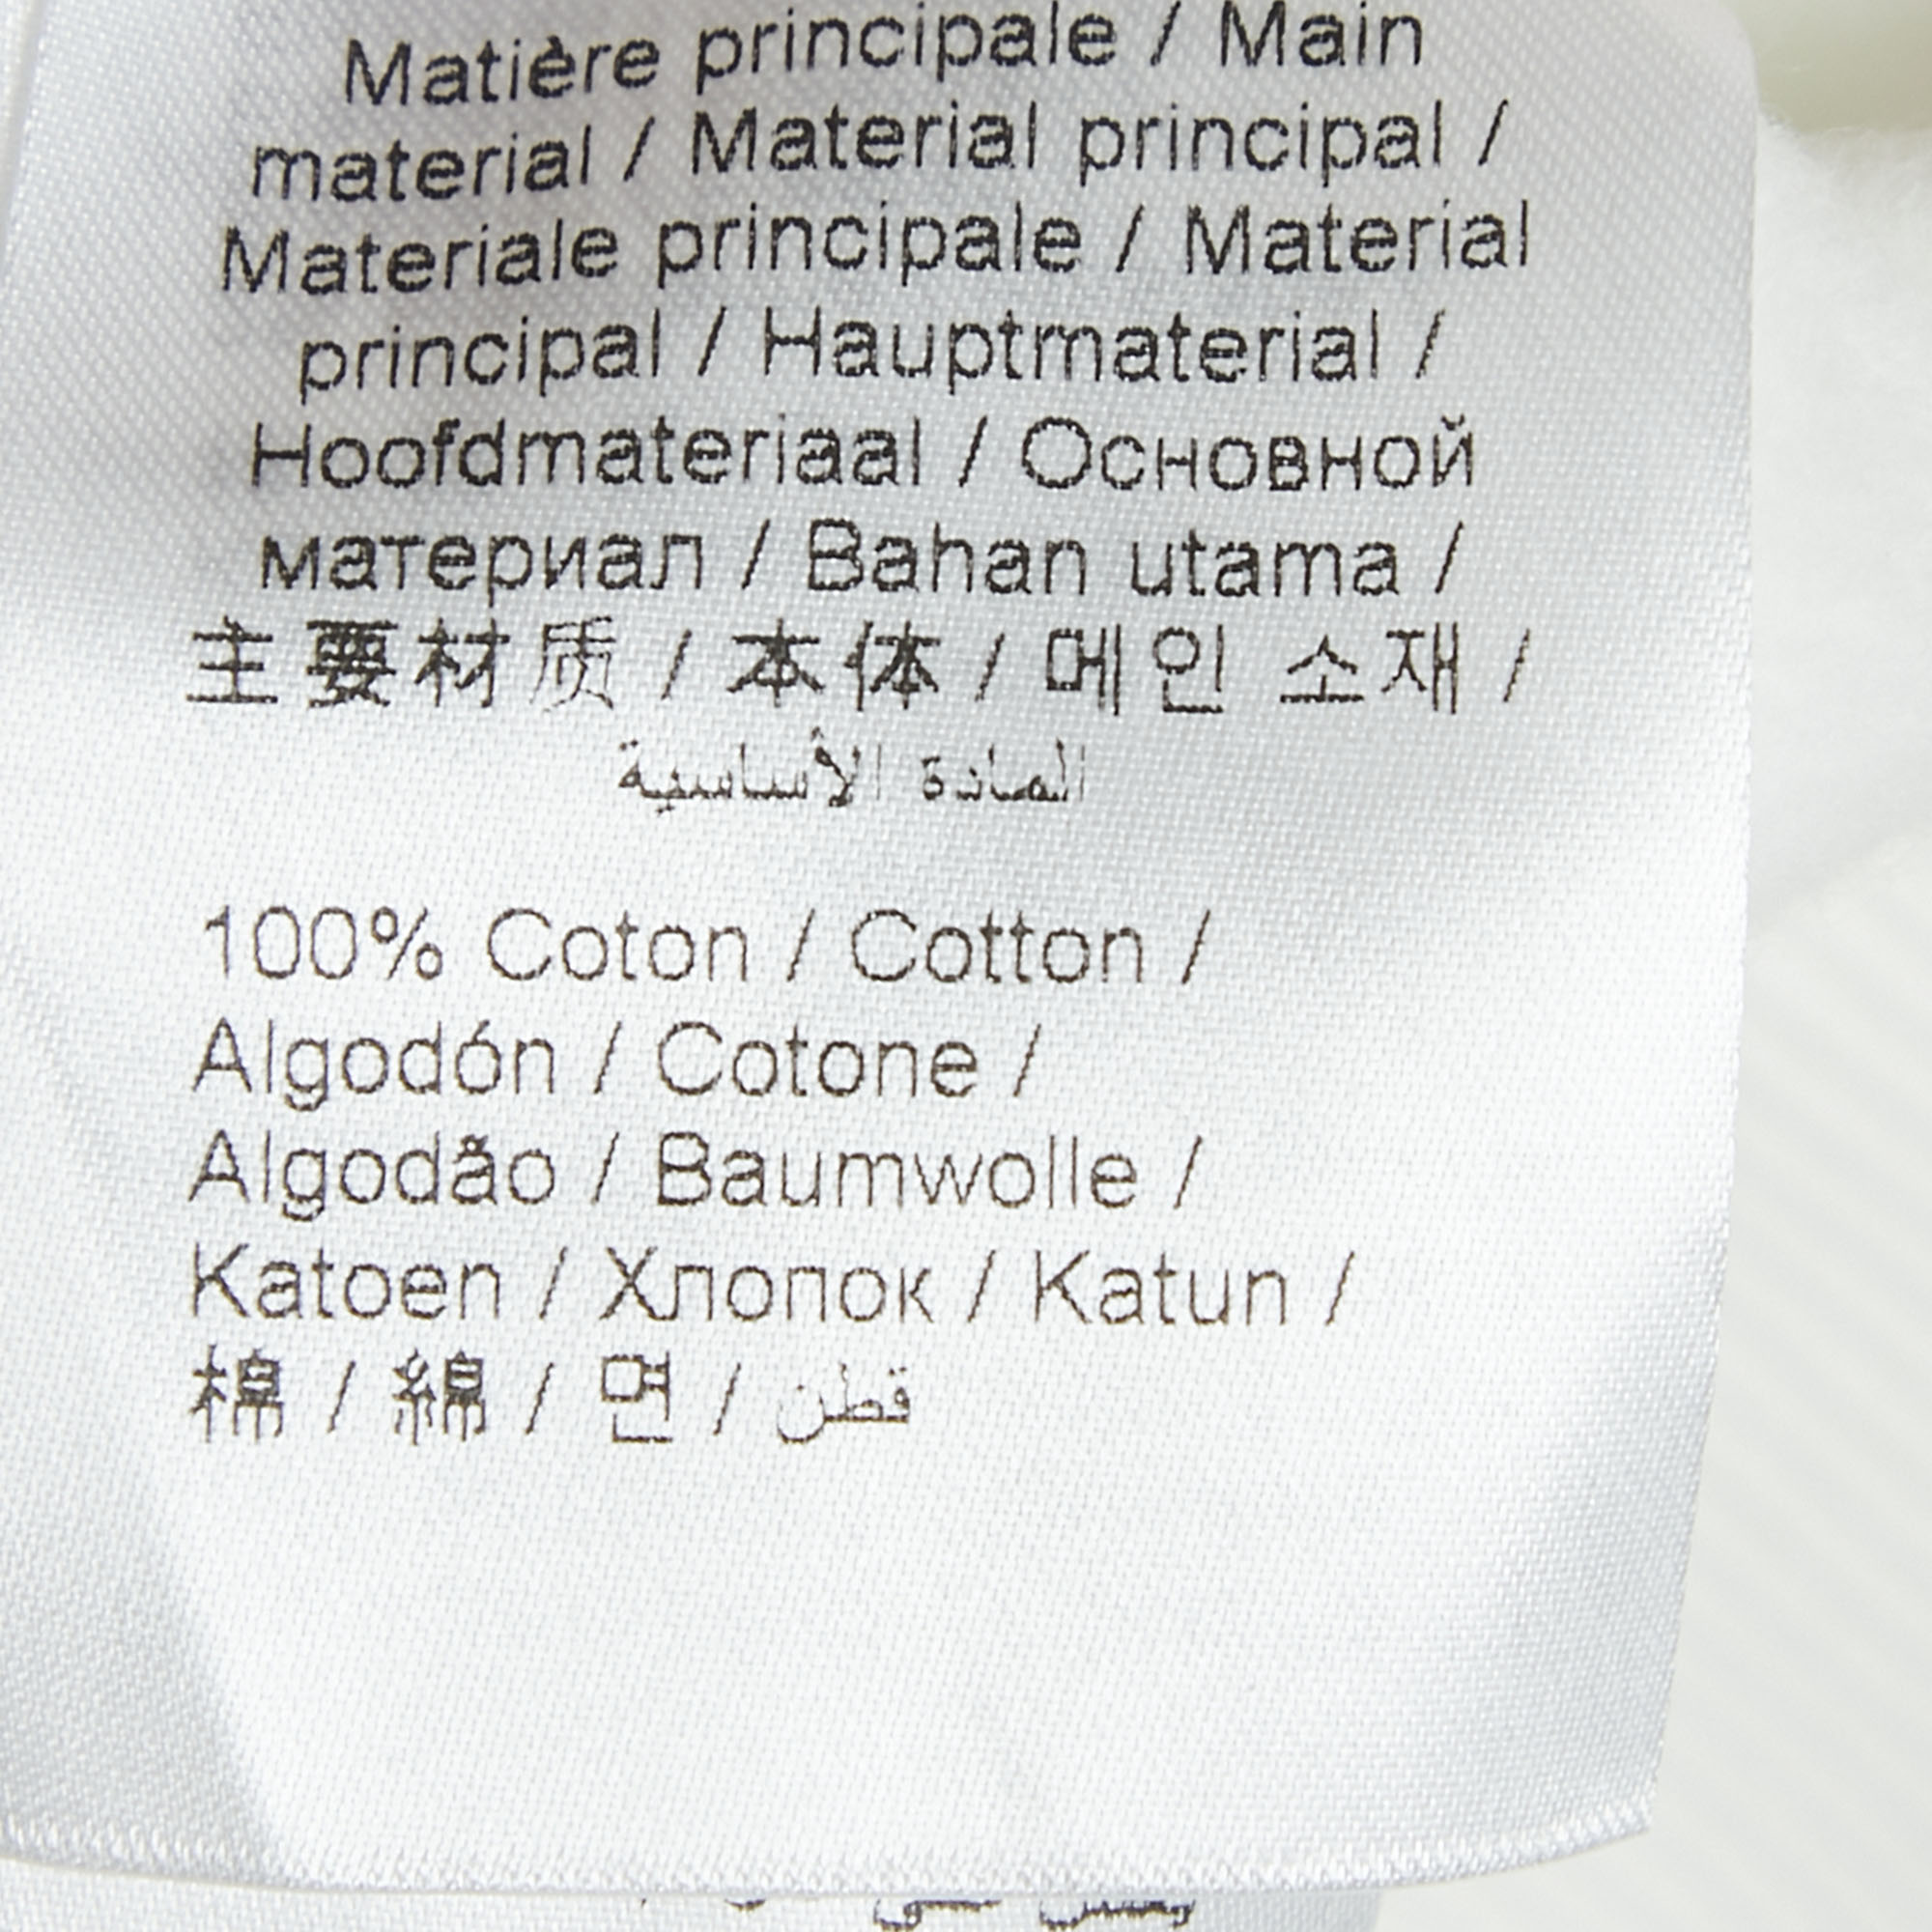 Matière principale / Main
material / Material principal /
Materiale principale / Material
principal / Hauptmaterial /
Hoofdmateriaal / Основной
материал / Bahan utama /
主要材质 / 本体 / 메인 소재 /
المادة الأساسية
100% Coton / Cotton /
Algodón / Cotone /
Algodão / Baumwolle /
Katoen / Хлопок / Katun /
棉 / 綿 / 면 / قطن